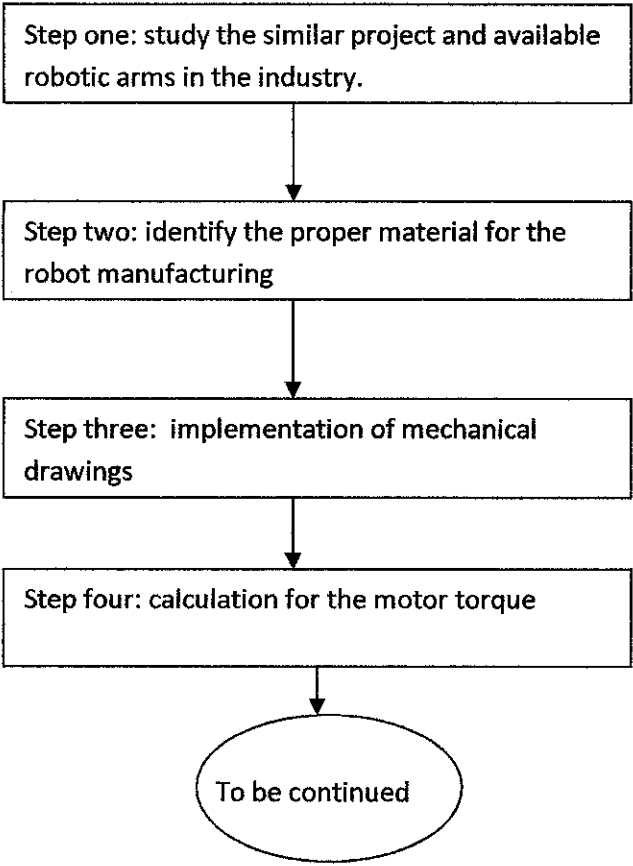 Step one: study the similar project and available
robotic arms in the industry.
Step two: identify the proper material for the
robot manufacturing
Step three:  implementation of mechanical
drawings
Step four: calculation for the motor torque
To be continued